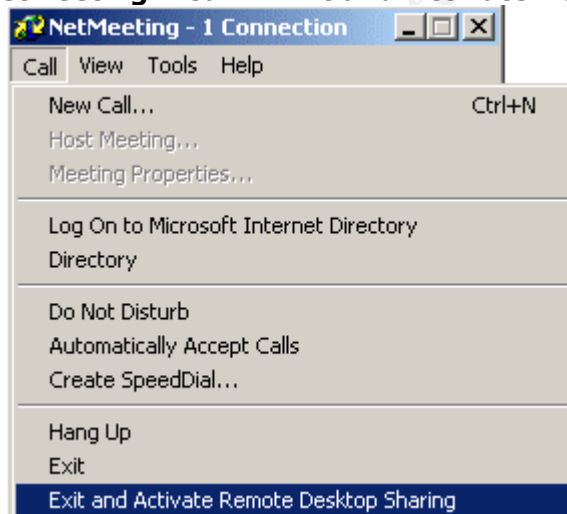 NetMeeting - 1 Connection
Call View Tools Help
New Call... Ctrl+N
Host Meeting...
Meeting Properties...
Log On to Microsoft Internet Directory
Directory
Do Not Disturb
Automatically Accept Calls
Create SpeedDial...
Hang Up
Exit
Exit and Activate Remote Desktop Sharing